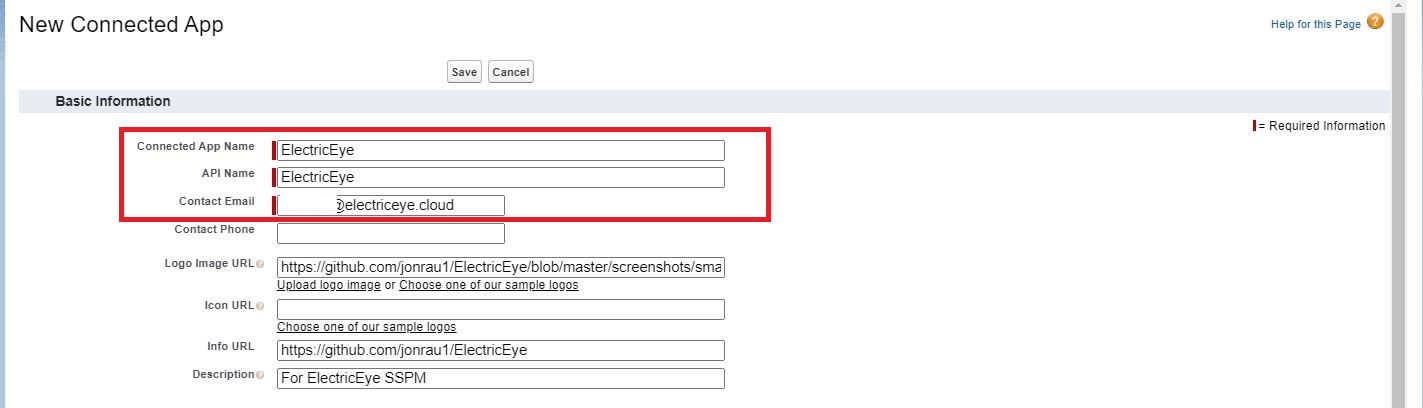 New Connected App
Help for this Page ?
Save Cancel
Basic Information
= Required Information
Connected App Name ElectricEye
API Name ElectricEye
Contact Email @electriceye.cloud
Contact Phone
Logo Image URL https://github.com/jonrau1/ElectricEye/blob/master/screenshots/sma
Upload logo image or Choose one of our sample logos
Icon URL
Choose one of our sample logos
Info URL https://github.com/jonrau1/ElectricEye
Description For ElectricEye SSPM